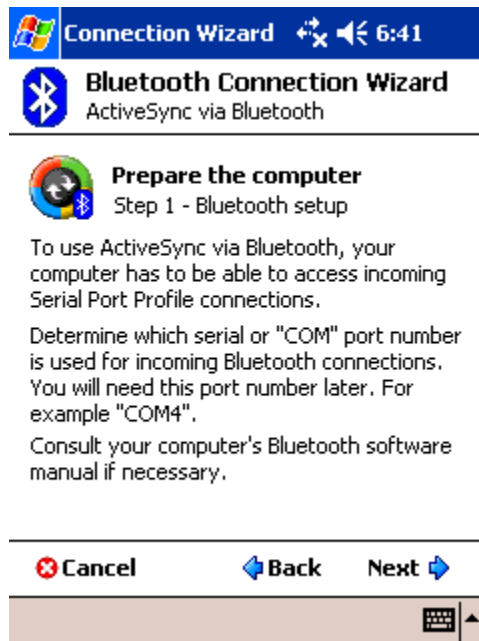 Connection Wizard 6:41
Bluetooth Connection Wizard
ActiveSync via Bluetooth
Prepare the computer
Step 1 - Bluetooth setup
To use ActiveSync via Bluetooth, your
computer has to be able to access incoming
Serial Port Profile connections.
Determine which serial or "COM" port number
is used for incoming Bluetooth connections.
You will need this port number later. For
example "COM4".
Consult your computer's Bluetooth software
manual if necessary.
Cancel Back Next